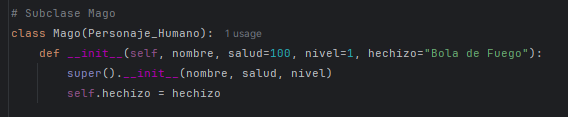 # Subclase Mago
class Mago(Personaje_Humano):  1 usage
    def __init__(self, nombre, salud=100, nivel=1, hechizo="Bola de Fuego"):
        super().__init__(nombre, salud, nivel)
        self.hechizo = hechizo